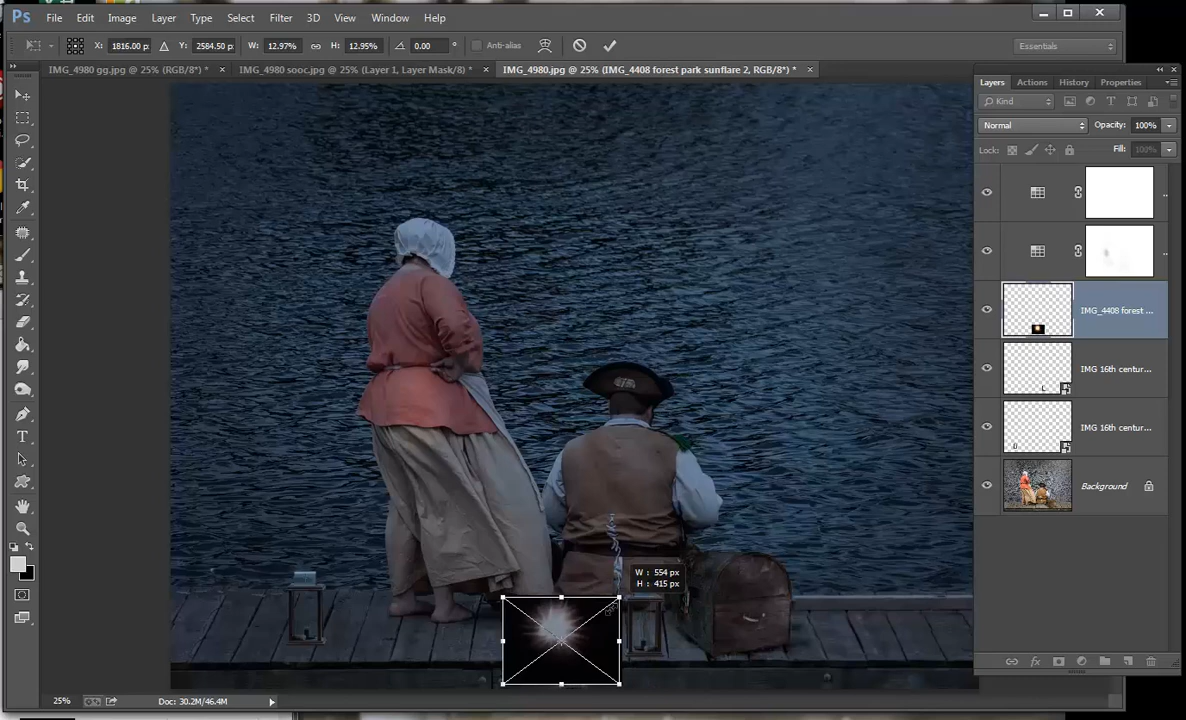 Ps File Edit Image Layer Type Select Filter 3D View Window Help
X: 1816.00 p: Y: 2584.50 p: W: 12.97% H: 12.95% 0.00 ° Anti-alias Essentials
IMG_4980 gg.jpg @ 25% (RGB/8*) * × IMG_4980 sooc.jpg @ 25% (Layer 1, Layer Mask/8) * × IMG_4980.jpg @ 25% (IMG_4408 forest park sunflare 2, RGB/8*) * ×
Layers Actions History Properties
Kind
Normal Opacity: 100%
Lock: Fill: 100%
IMG_4408 forest ...
IMG 16th centur...
IMG 16th centur...
Background
W : 554 px
H : 415 px
25% Doc: 30.2M/46.4M